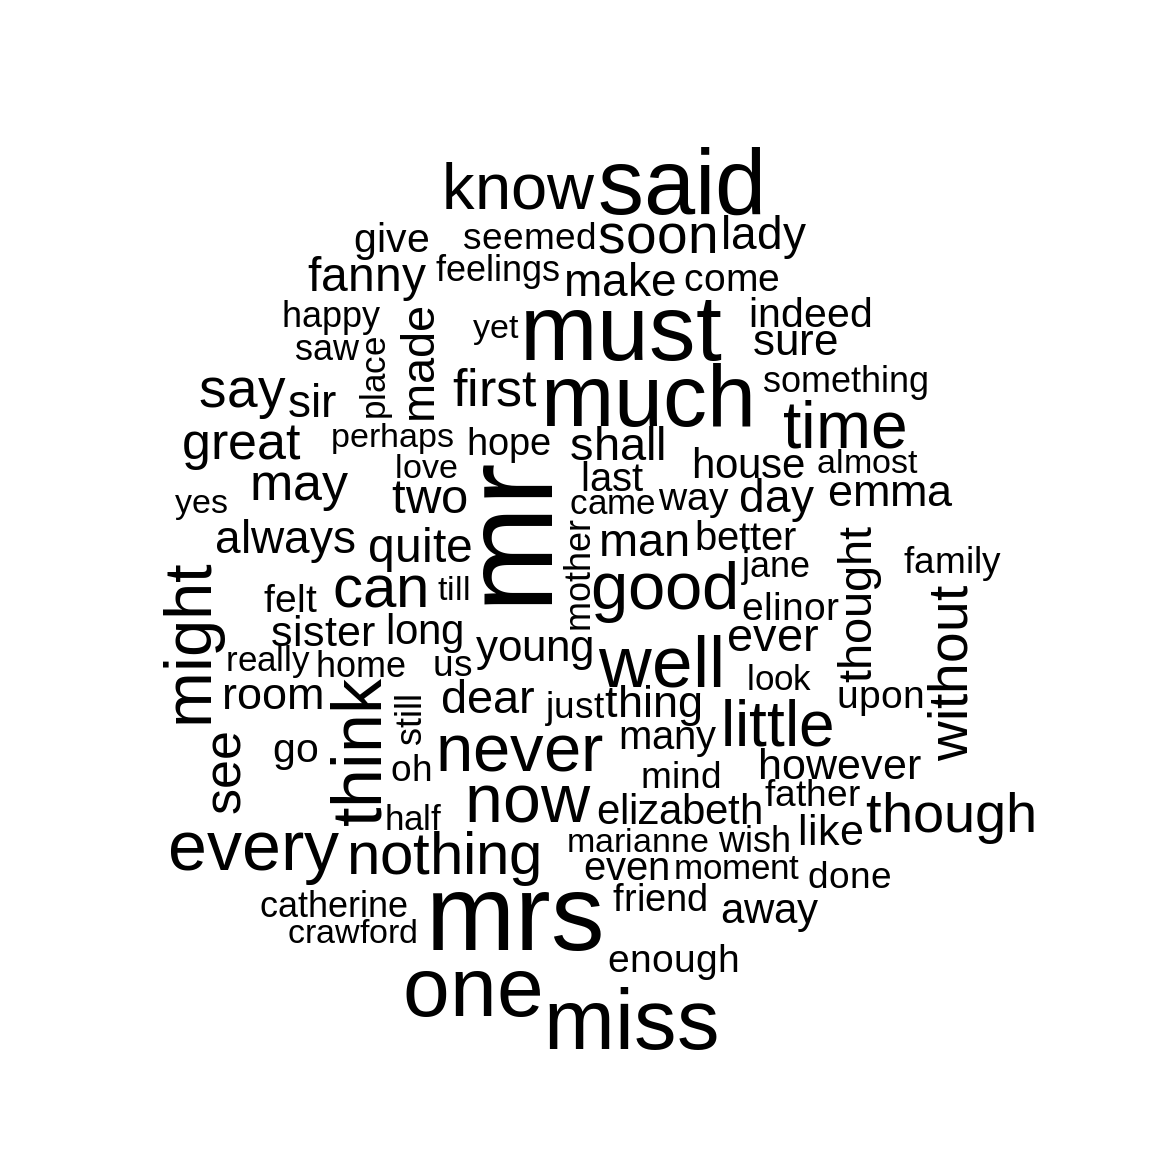 know said
give seemed soon lady
fanny feelings make come
happy made yet must indeed
saw place sure
say sir first much something
great perhaps hope shall time
love last house almost
yes may two mr came way day emma
always quite mother man better thought family
might felt can till good jane without
sister long elinor
really home us young well ever
room think still dear just thing look upon
see go oh never many little
mind however
half now elizabeth father though
every nothing marianne wish like
even moment done
catherine mrs friend away
crawford
one enough
miss